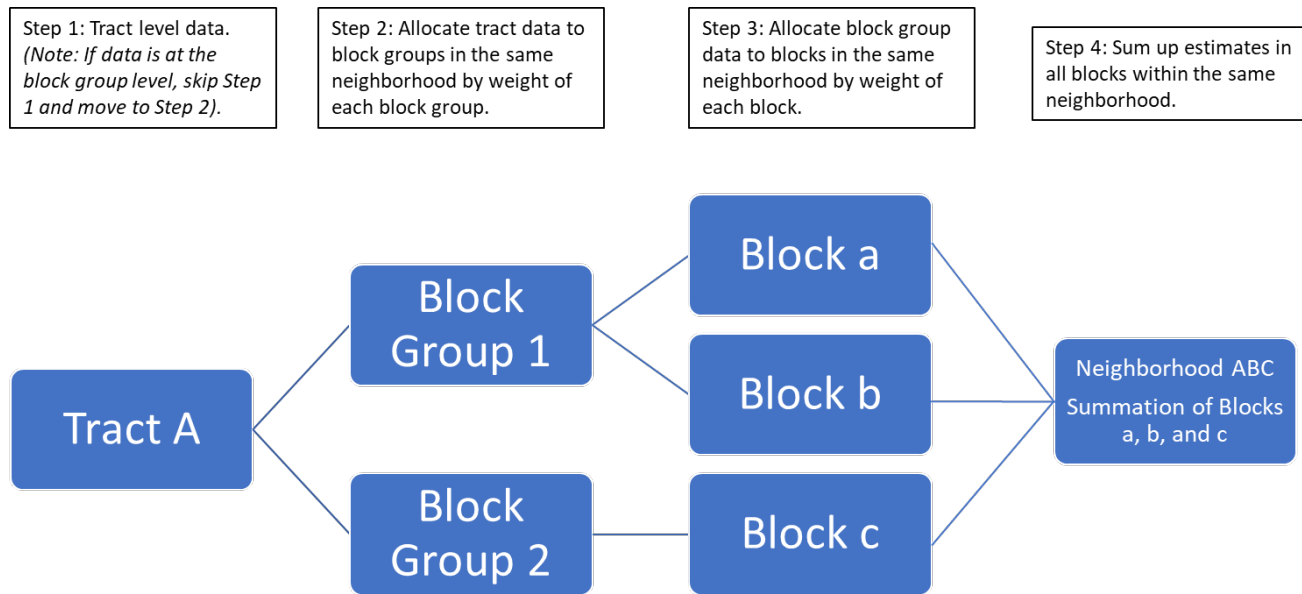 Step 1: Tract level data.
(Note: If data is at the
block group level, skip Step
1 and move to Step 2).
Step 2: Allocate tract data to
block groups in the same
neighborhood by weight of
each block group.
Step 3: Allocate block group
data to blocks in the same
neighborhood by weight of
each block.
Step 4: Sum up estimates in
all blocks within the same
neighborhood.
Tract A
Block
Group 1
Block
Group 2
Block a
Block b
Block c
Neighborhood ABC
Summation of Blocks
a, b, and c